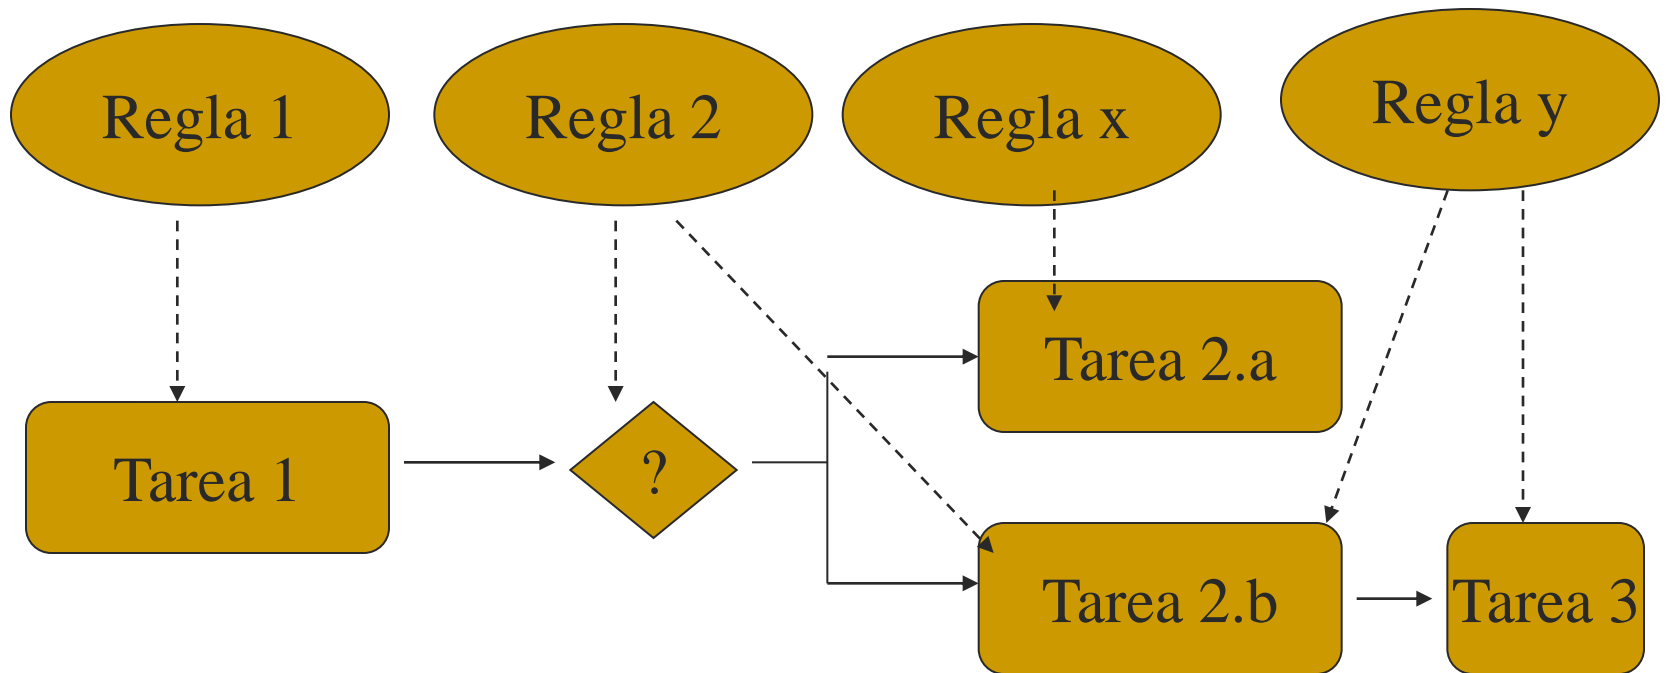 Regla 1
Regla 2
Regla x
Regla y
Tarea 2.a
Tarea 1
?
Tarea 2.b
Tarea 3